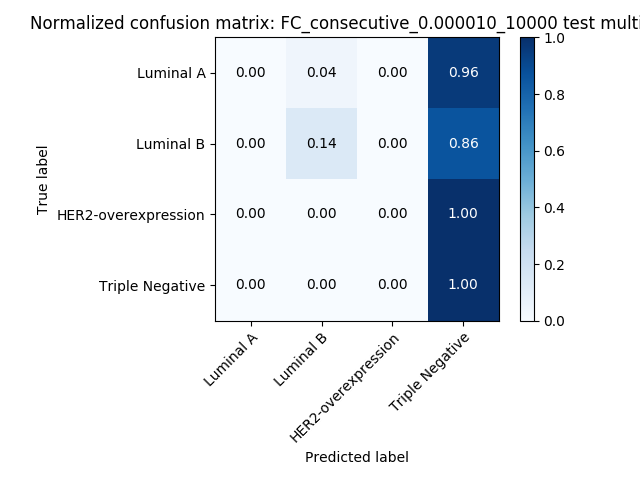 Normalized confusion matrix: FC_consecutive_0.000010_10000 test multi
Luminal A 0.00 0.04 0.00 0.96
Luminal B 0.00 0.14 0.00 0.86
HER2-overexpression 0.00 0.00 0.00 1.00
Triple Negative 0.00 0.00 0.00 1.00
True label
Luminal A
Luminal B
HER2-overexpression
Triple Negative
Predicted label
1.0
0.8
0.6
0.4
0.2
0.0